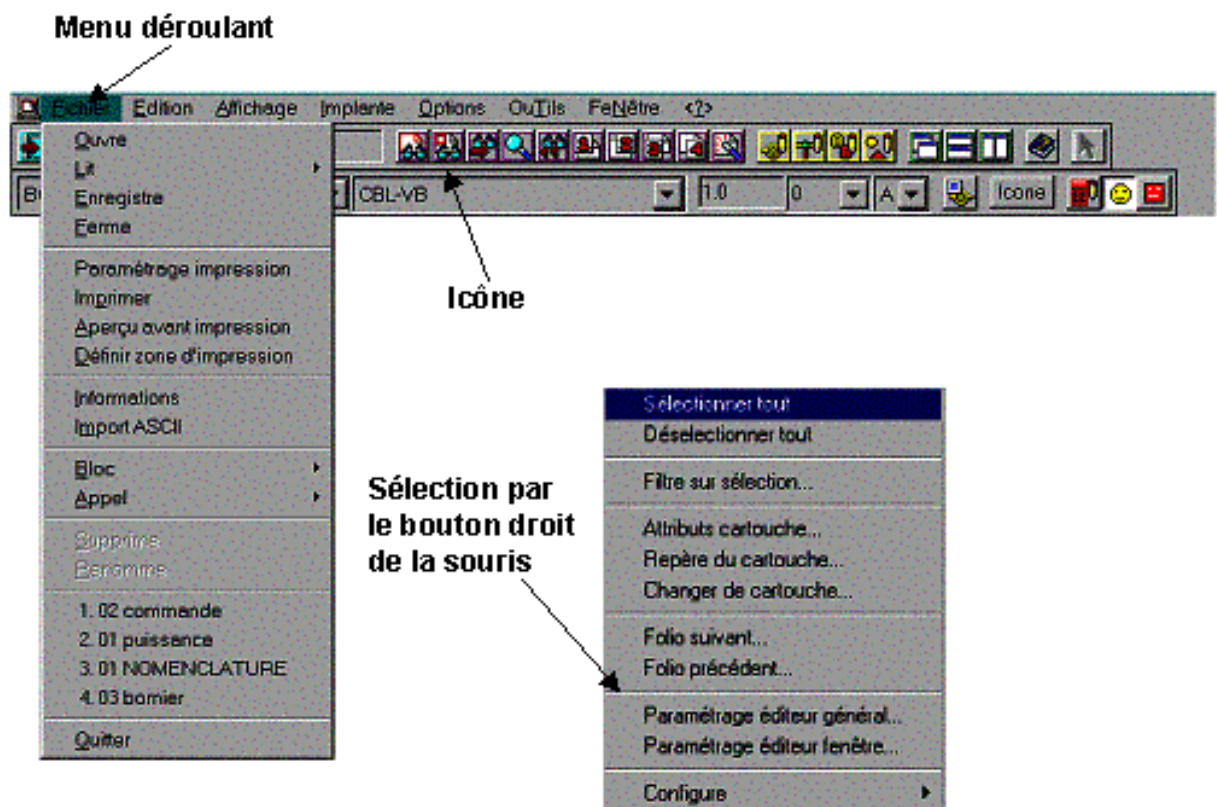 Menu déroulant
Fichier Edition Affichage Implante Options OuTils FeNêtre <?>
Ouvre
Lit
Enregistre
Ferme
Paramétrage impression
Imprimer
Aperçu avant impression
Définir zone d'impression
Informations
Import ASCII
Bloc
Appel
Supprime
Renomme
1. 02 commande
2. 01 puissance
3. 01 NOMENCLATURE
4. 03 bornier
Quitter
CBL-VB 1.0 0 A Icone
Icône
Sélection par
le bouton droit
de la souris
Sélectionner tout
Déselectionner tout
Filtre sur sélection...
Attributs cartouche...
Repère du cartouche...
Changer de cartouche...
Folio suivant...
Folio précédent...
Paramétrage éditeur général...
Paramétrage éditeur fenêtre...
Configure